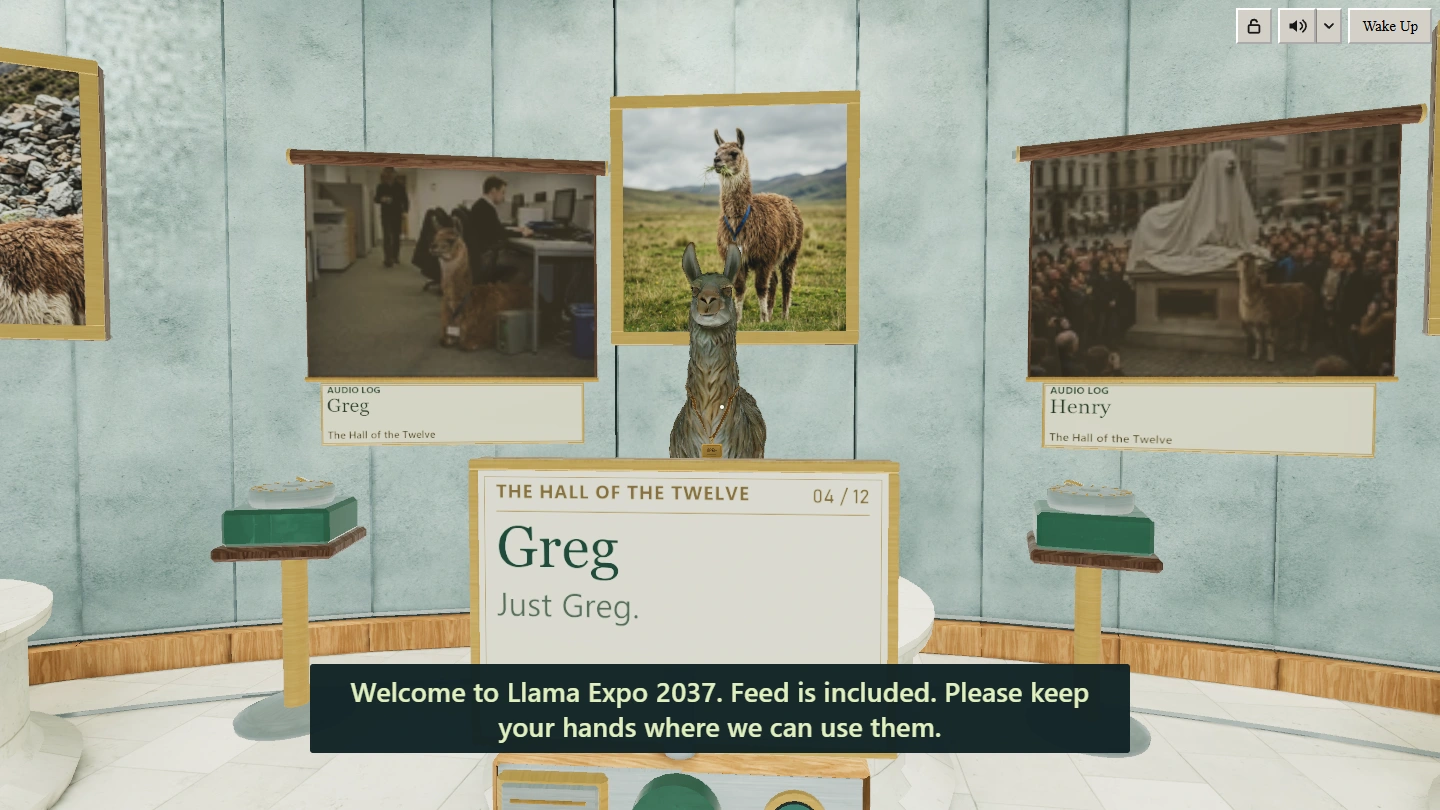 Wake Up
AUDIO LOG
Greg
The Hall of the Twelve
AUDIO LOG
Henry
The Hall of the Twelve
THE HALL OF THE TWELVE
04 / 12
Greg
Just Greg.
Welcome to Llama Expo 2037. Feed is included. Please keep
your hands where we can use them.